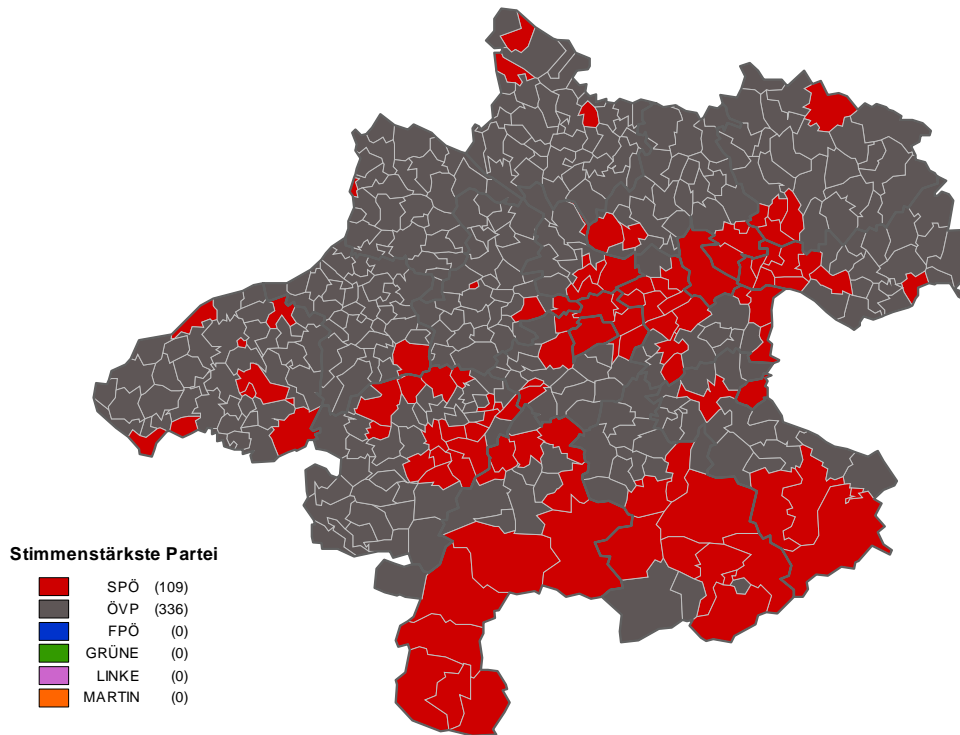 Stimmenstärkste Partei
SPÖ (109)
ÖVP (336)
FPÖ (0)
GRÜNE (0)
LINKE (0)
MARTIN (0)